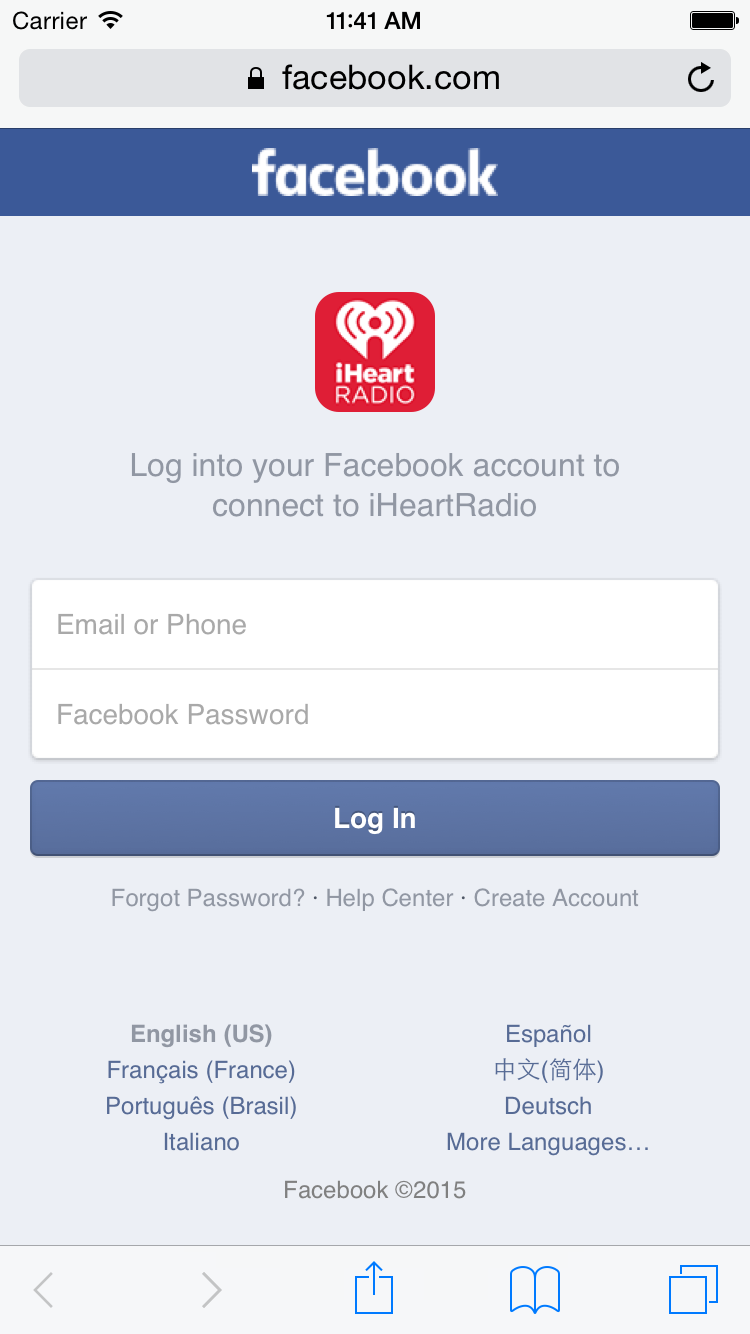 Carrier 11:41 AM
facebook.com
facebook
iHeart
RADIO
Log into your Facebook account to
connect to iHeartRadio
Email or Phone
Facebook Password
Log In
Forgot Password? · Help Center · Create Account
English (US) Español
Français (France) 中文(简体)
Português (Brasil) Deutsch
Italiano More Languages…
Facebook ©2015